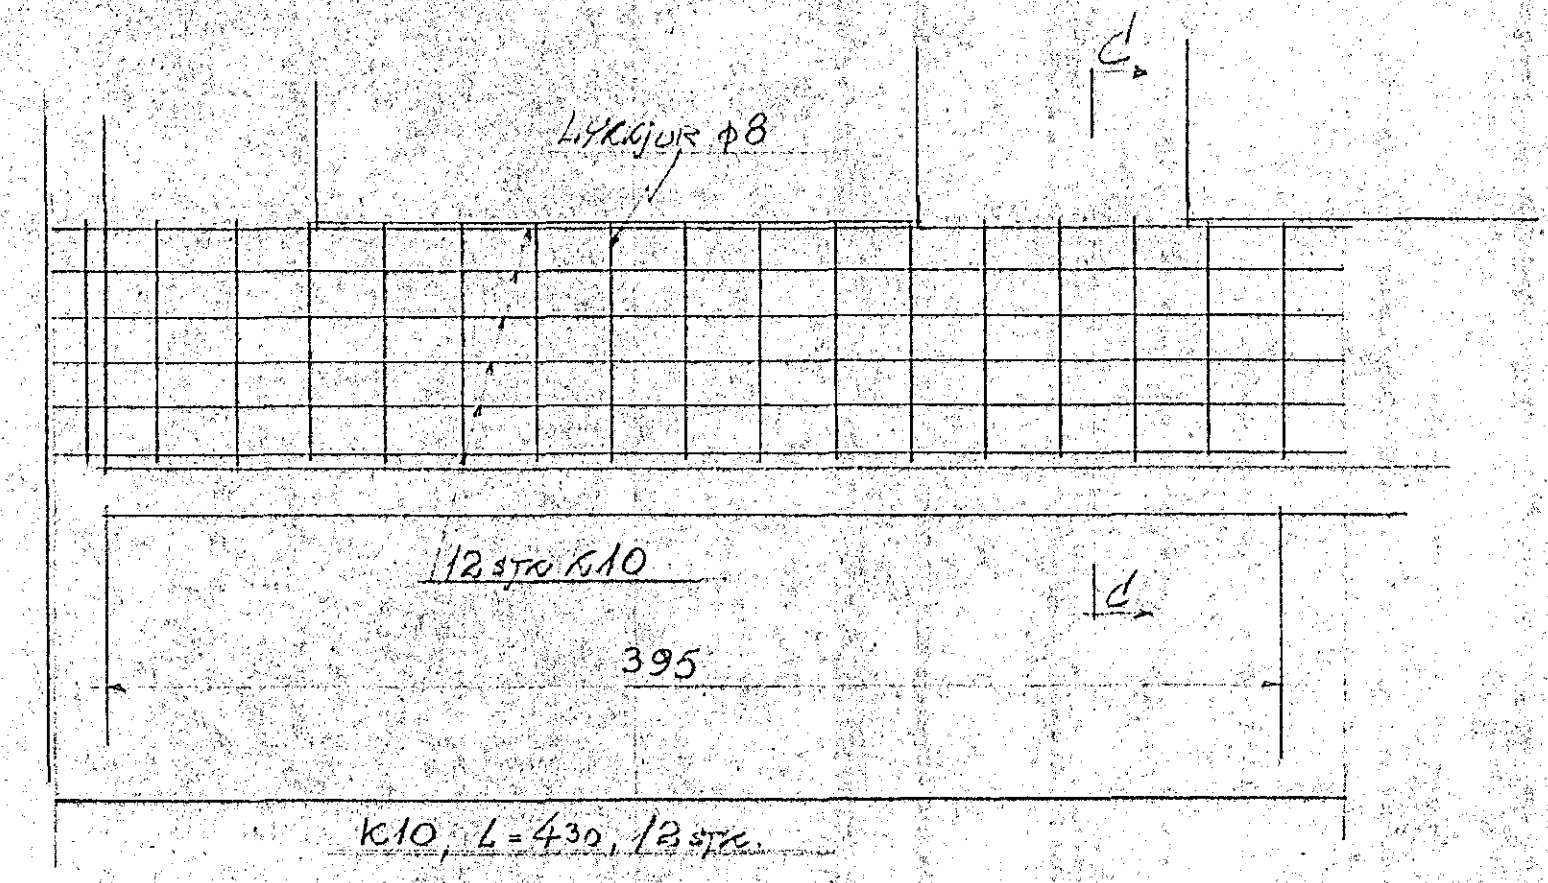 d
LYKKJUR φ8
12 STK K10
d
395
K10, L=430, 12 STK.